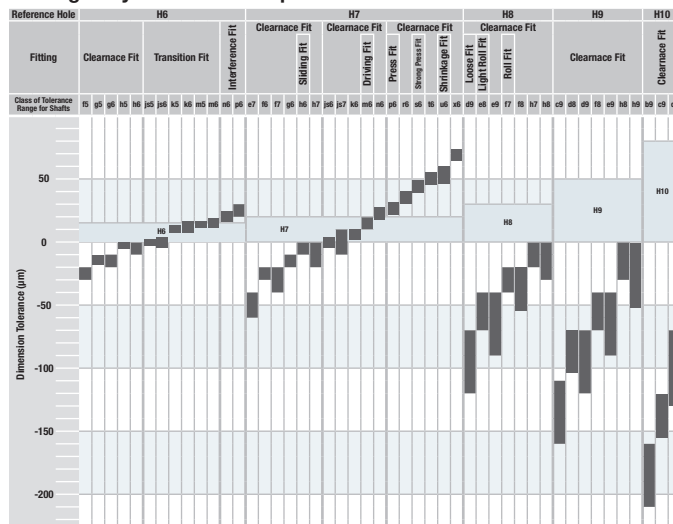 Reference Hole H6 H7 H8 H9 H10
Fitting
Clearnace Fit Transition Fit Interference Fit
Clearnace Fit Sliding Fit
Clearnace Fit Driving Fit
Clearnace Fit Press Fit Strong Press Fit Shrinkage Fit
Clearnace Fit Loose Fit Light Roll Fit Roll Fit
Clearnace Fit
Clearnace Fit
Class of Tolerance
Range for Shafts
f5 g5 g6 h5 h6 js5 js6 k5 k6 m5 m6 n6 p6 e7 f6 f7 g6 h6 h7 js6 js7 k6 m6 n6 p6 r6 s6 t6 u6 x6 d9 e8 e9 f7 f8 h7 h8 c9 d8 d9 f8 e9 h8 h9 b9 c9
Dimension Tolerance (µm)
50
0
-50
-100
-150
-200
H6
H7
H8
H9
H10